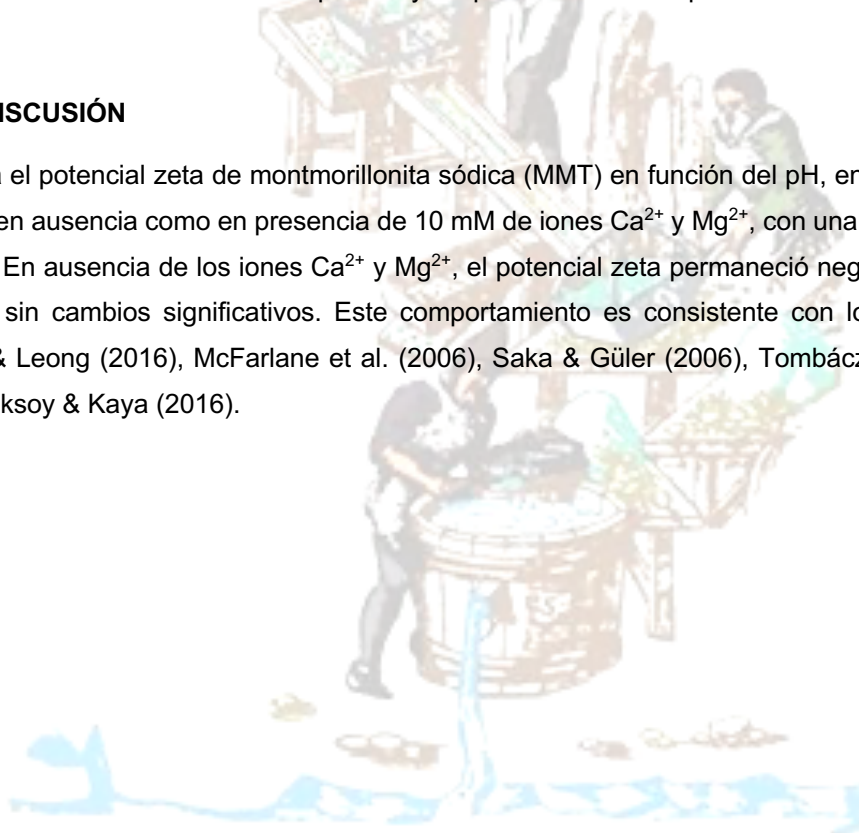 ISCUSIÓN
el potencial zeta de montmorillonita sódica (MMT) en función del pH, en
en ausencia como en presencia de 10 mM de iones Ca²⁺ y Mg²⁺, con una
En ausencia de los iones Ca²⁺ y Mg²⁺, el potencial zeta permaneció neg
sin cambios significativos. Este comportamiento es consistente con lo
& Leong (2016), McFarlane et al. (2006), Saka & Güler (2006), Tombácz
ksoy & Kaya (2016).